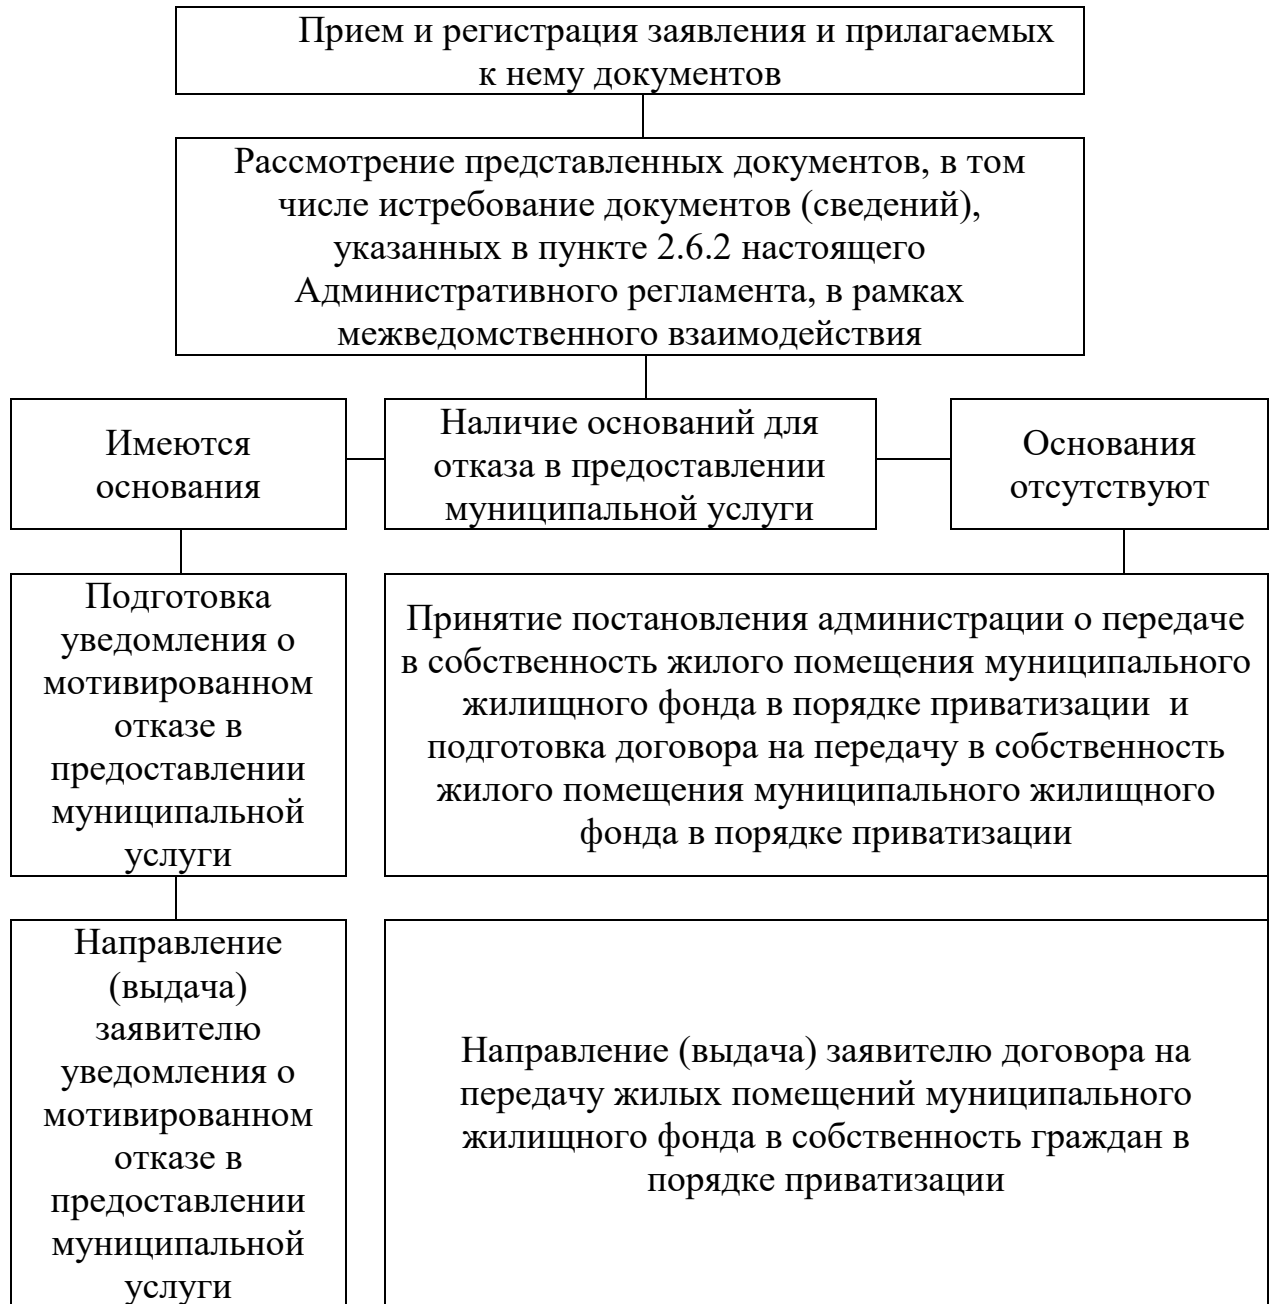 Прием и регистрация заявления и прилагаемых
к нему документов
Рассмотрение представленных документов, в том
числе истребование документов (сведений),
указанных в пункте 2.6.2 настоящего
Административного регламента, в рамках
межведомственного взаимодействия
Имеются
основания
Наличие оснований для
отказа в предоставлении
муниципальной услуги
Основания
отсутствуют
Подготовка
уведомления о
мотивированном
отказе в
предоставлении
муниципальной
услуги
Принятие постановления администрации о передаче
в собственность жилого помещения муниципального
жилищного фонда в порядке приватизации  и
подготовка договора на передачу в собственность
жилого помещения муниципального жилищного
фонда в порядке приватизации
Направление
(выдача)
заявителю
уведомления о
мотивированном
отказе в
предоставлении
муниципальной
услуги
Направление (выдача) заявителю договора на
передачу жилых помещений муниципального
жилищного фонда в собственность граждан в
порядке приватизации